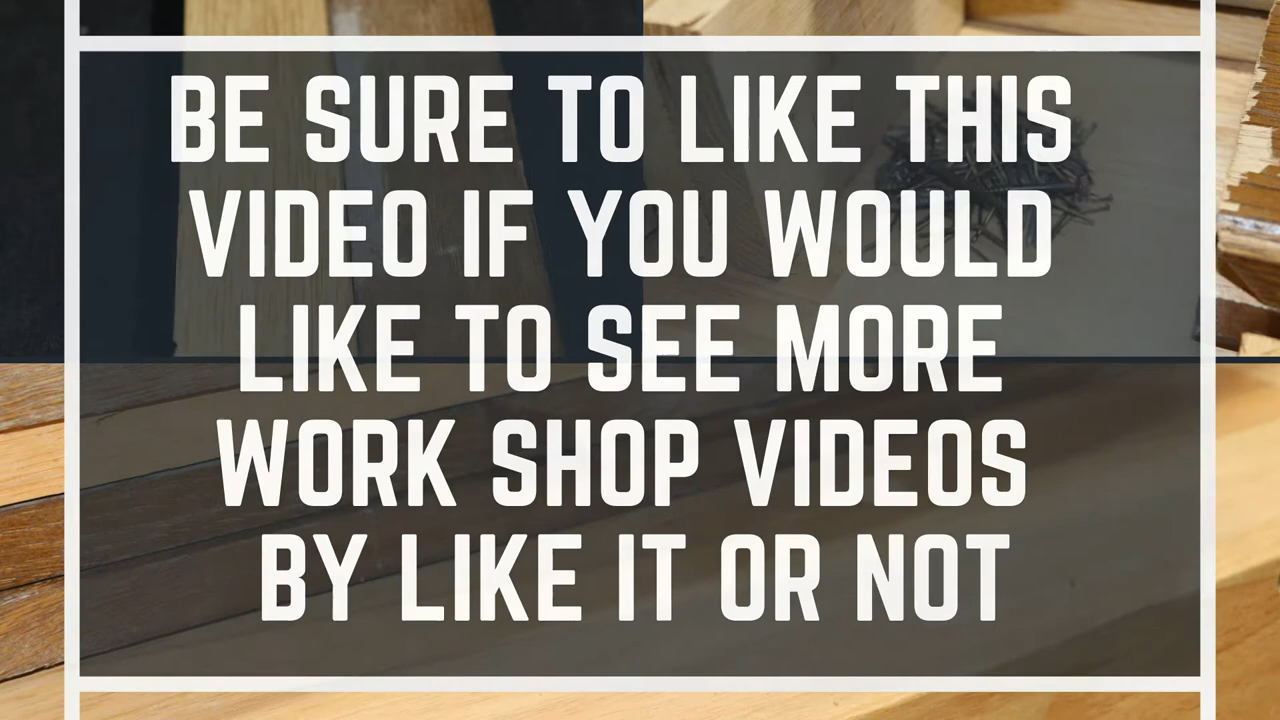 BE SURE TO LIKE THIS
VIDEO IF YOU WOULD
LIKE TO SEE MORE
WORK SHOP VIDEOS
BY LIKE IT OR NOT